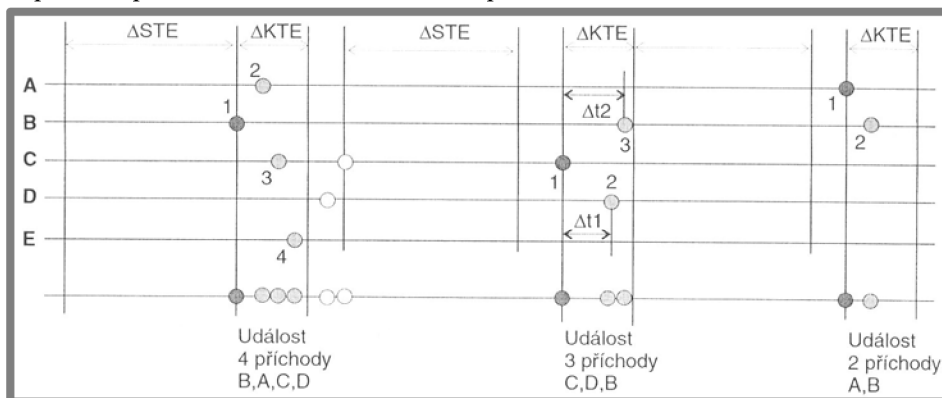 ΔSTE ΔKTE ΔSTE ΔKTE ΔKTE
A 2 1
B 1 Δt2 3 2
C 3 1 2
D
E 4 Δt1
Událost Událost Událost
4 příchody 3 příchody 2 příchody
B,A,C,D C,D,B A,B